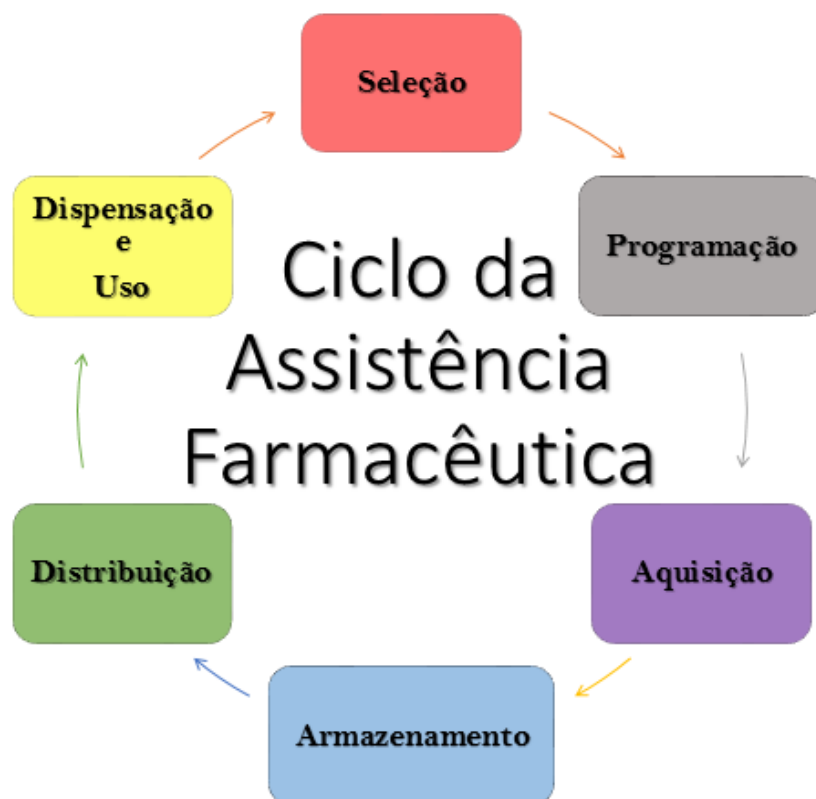 Seleção
Programação
Aquisição
Armazenamento
Distribuição
Dispensação
e
Uso
Ciclo da
Assistência
Farmacêutica